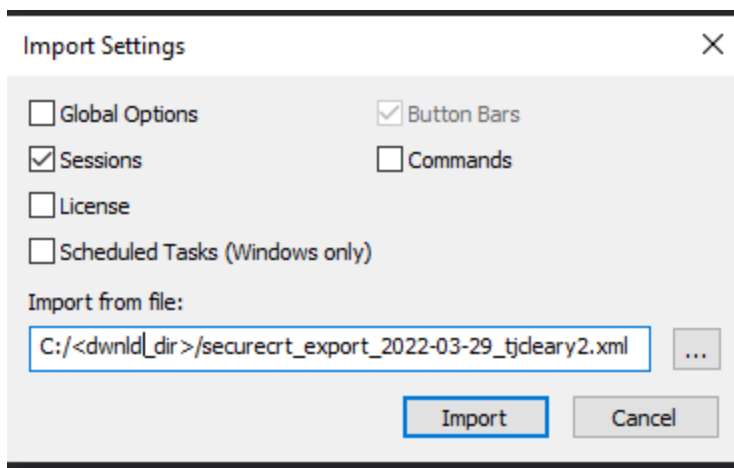 Import Settings
Global Options
Button Bars
Sessions
Commands
License
Scheduled Tasks (Windows only)
Import from file:
C:/<dwnld_dir>/securecrt_export_2022-03-29_tjcleary2.xml
...
Import
Cancel